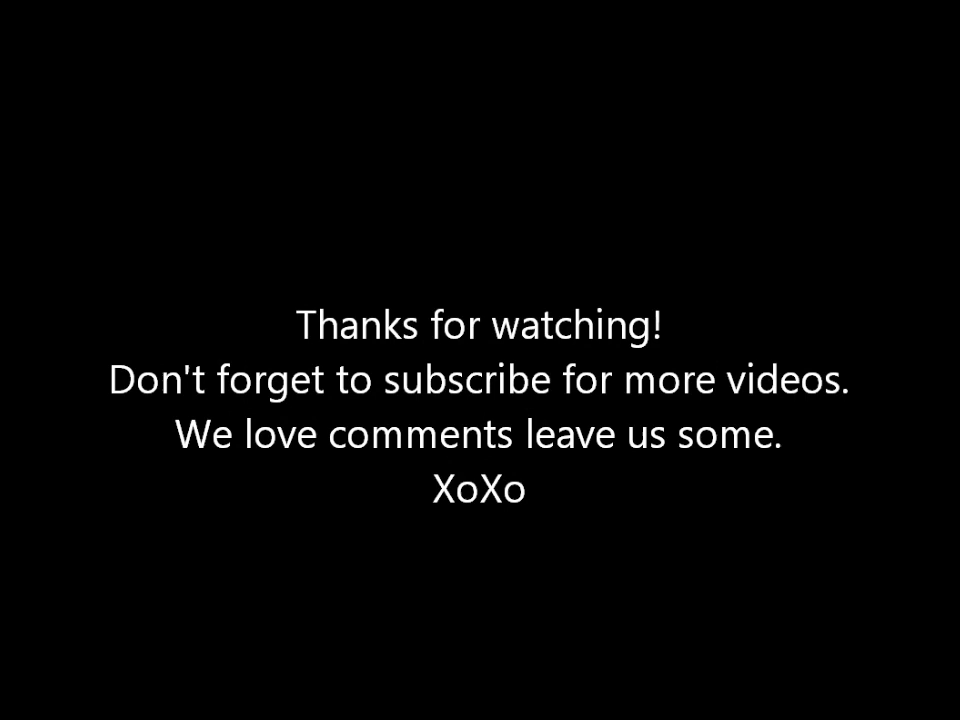 Thanks for watching!
Don't forget to subscribe for more videos.
We love comments leave us some.
XoXo